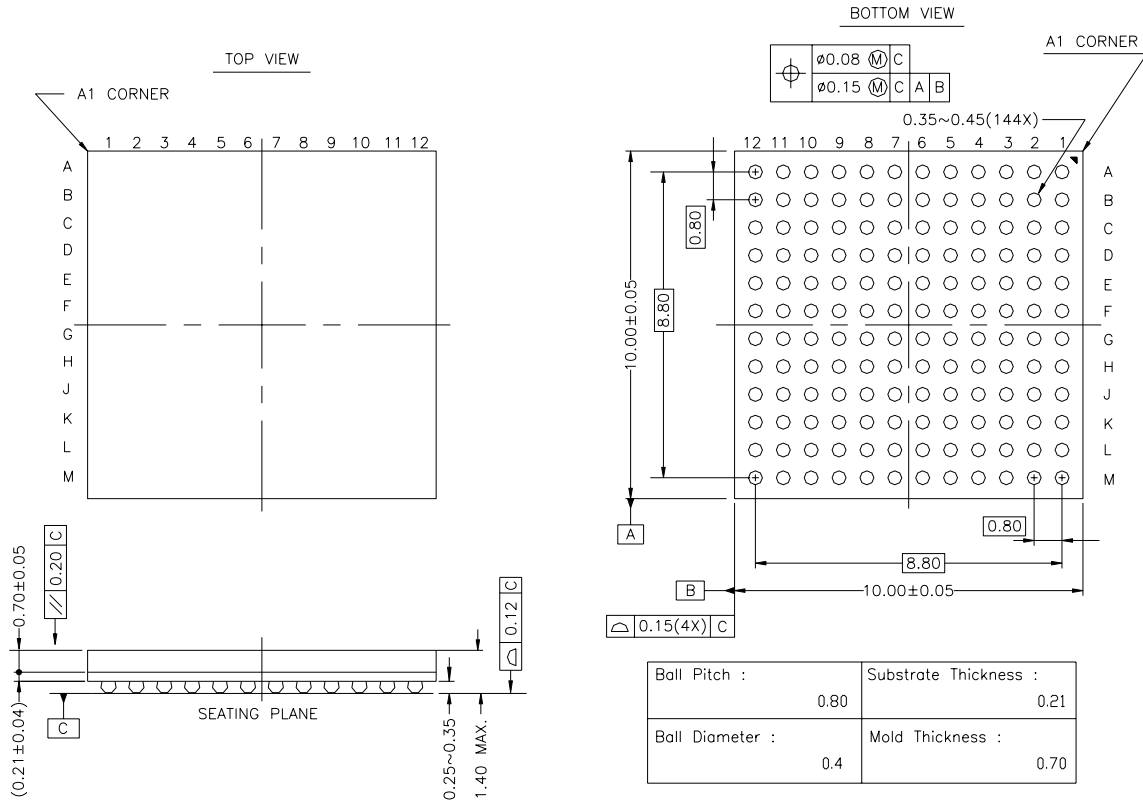 TOP VIEW
A1 CORNER
1 2 3 4 5 6 7 8 9 10 11 12
A
B
C
D
E
F
G
H
J
K
L
M
BOTTOM VIEW
A1 CORNER
⌀0.08 Ⓜ C
⌀0.15 Ⓜ C A B
0.35~0.45(144X)
12 11 10 9 8 7 6 5 4 3 2 1
A
B
C
D
E
F
G
H
J
K
L
M
0.80
8.80
10.00±0.05
A
0.80
8.80
B
10.00±0.05
0.15(4X) C
0.70±0.05
// 0.20 C
(0.21±0.04)
C
SEATING PLANE
0.25~0.35
1.40 MAX.
0.12 C
Ball Pitch :
0.80
Substrate Thickness :
0.21
Ball Diameter :
0.4
Mold Thickness :
0.70